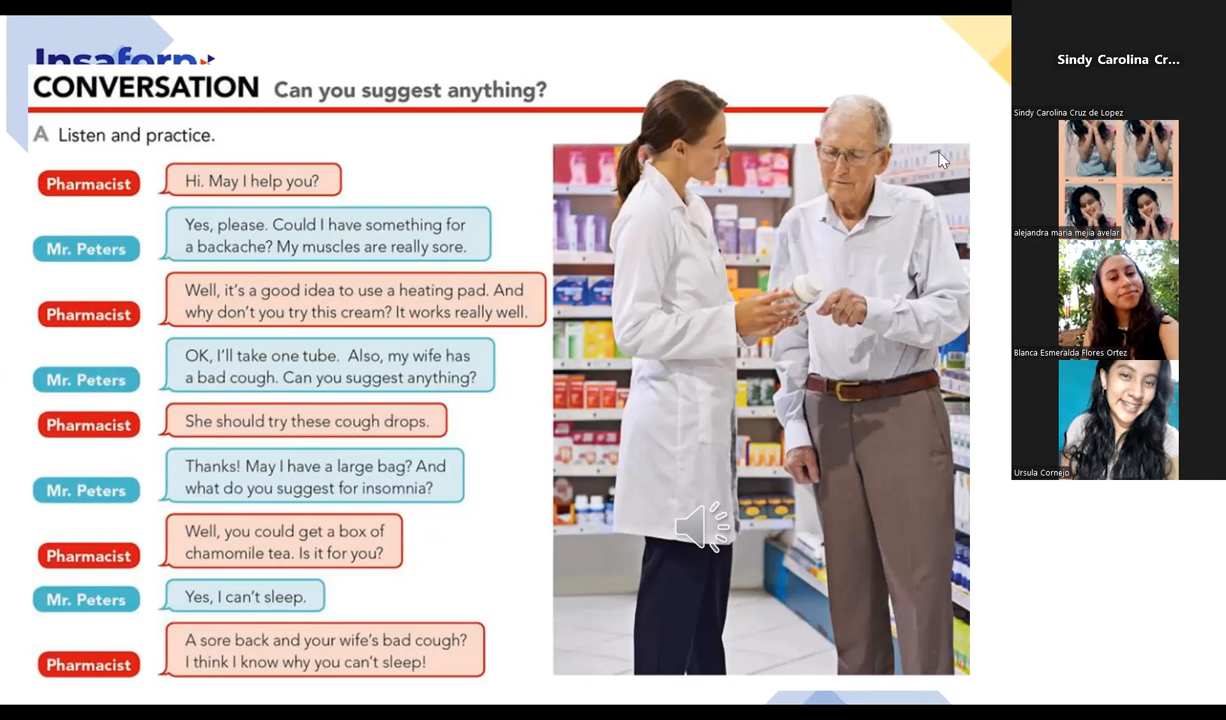 Insaforp
CONVERSATION Can you suggest anything?
A Listen and practice.
Pharmacist
Hi. May I help you?
Mr. Peters
Yes, please. Could I have something for
a backache? My muscles are really sore.
Pharmacist
Well, it's a good idea to use a heating pad. And
why don't you try this cream? It works really well.
Mr. Peters
OK, I'll take one tube. Also, my wife has
a bad cough. Can you suggest anything?
Pharmacist
She should try these cough drops.
Mr. Peters
Thanks! May I have a large bag? And
what do you suggest for insomnia?
Pharmacist
Well, you could get a box of
chamomile tea. Is it for you?
Mr. Peters
Yes, I can't sleep.
Pharmacist
A sore back and your wife's bad cough?
I think I know why you can't sleep!
Sindy Carolina Cr...
Sindy Carolina Cruz de Lopez
alejandra maria mejia avelar
Blanca Esmeralda Flores Ortez
Ursula Cornejo